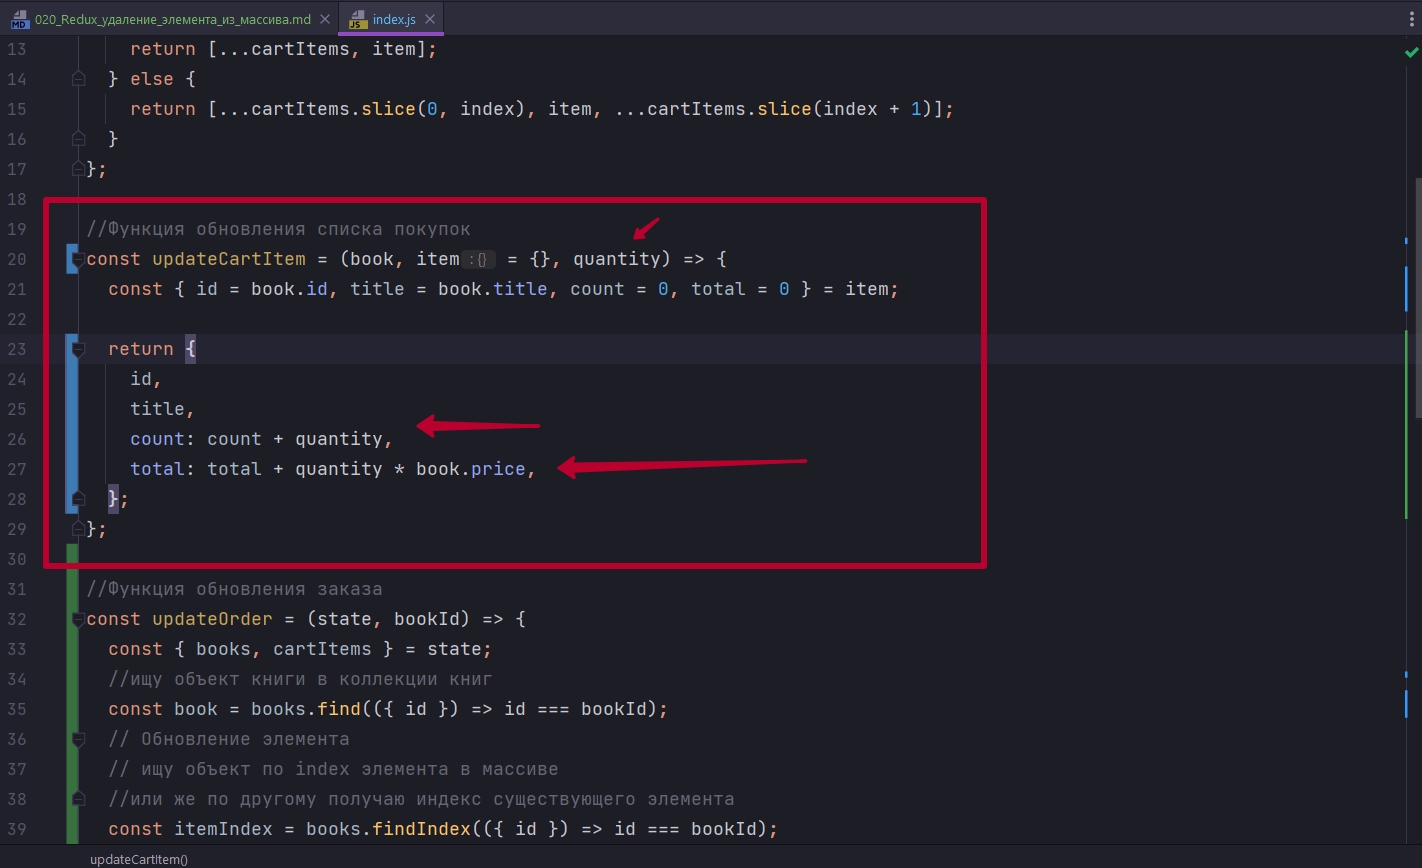 MD 020_Redux_удаление_элемента_из_массива.md JS index.js
13 return [...cartItems, item];
14 } else {
15 return [...cartItems.slice(0, index), item, ...cartItems.slice(index + 1)];
16 }
17 };
18
19 //Функция обновления списка покупок
20 const updateCartItem = (book, item :{} = {}, quantity) => {
21 const { id = book.id, title = book.title, count = 0, total = 0 } = item;
22
23 return {
24 id,
25 title,
26 count: count + quantity,
27 total: total + quantity * book.price,
28 };
29 };
30
31 //Функция обновления заказа
32 const updateOrder = (state, bookId) => {
33 const { books, cartItems } = state;
34 //ищу объект книги в коллекции книг
35 const book = books.find(({ id }) => id === bookId);
36 // Обновление элемента
37 // ищу объект по index элемента в массиве
38 //или же по другому получаю индекс существующего элемента
39 const itemIndex = books.findIndex(({ id }) => id === bookId);
updateCartItem()